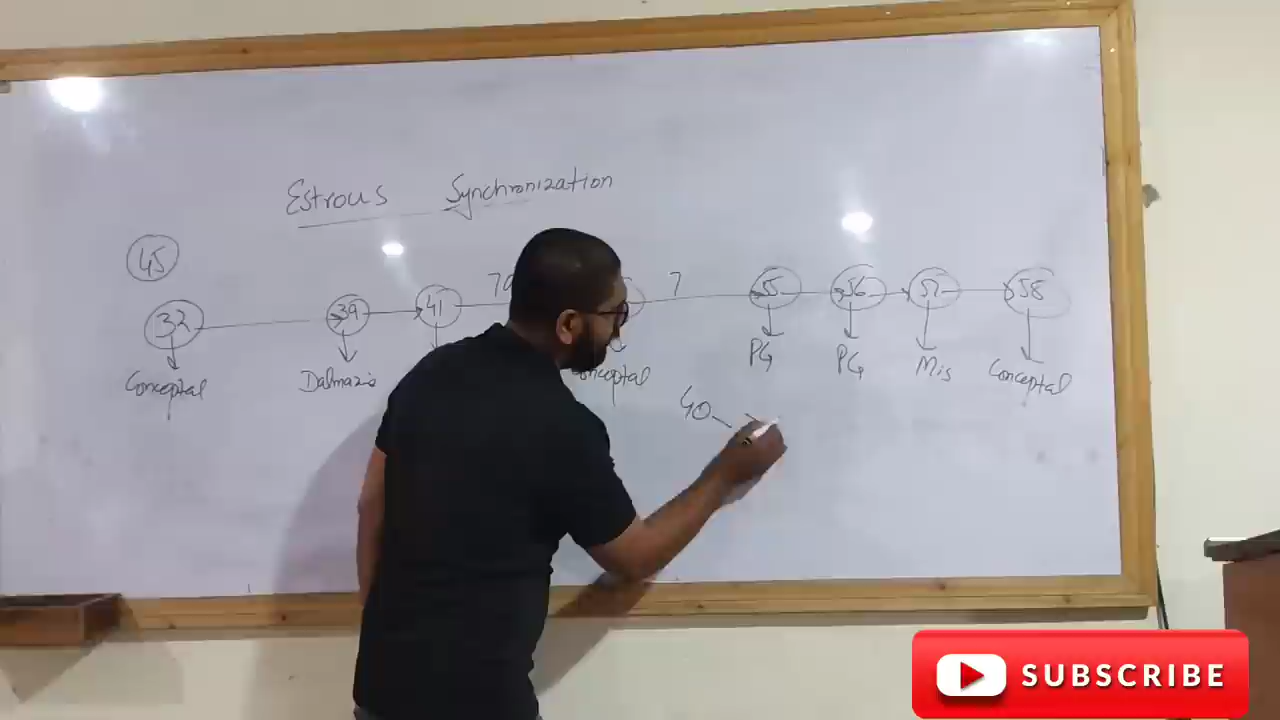 Estrous Synchronization
45
32 39 41 70 7 55 56 57 58
Conceptal Dalmazin Conceptal PG PG Mis Conceptal
40-
SUBSCRIBE